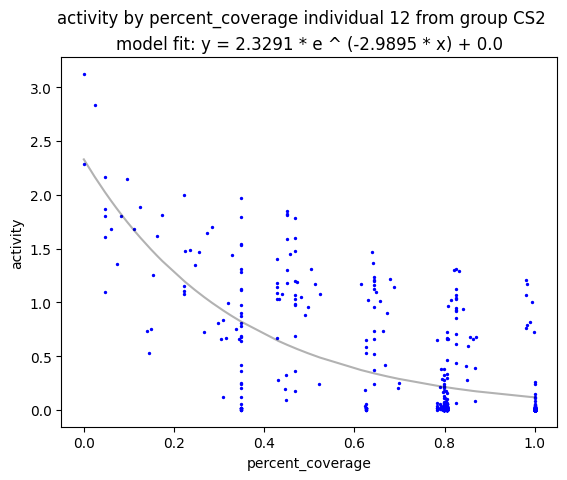 activity by percent_coverage individual 12 from group CS2
model fit: y = 2.3291 * e ^ (-2.9895 * x) + 0.0
3.0
2.5
2.0
1.5
1.0
0.5
0.0
activity
0.0 0.2 0.4 0.6 0.8 1.0
percent_coverage